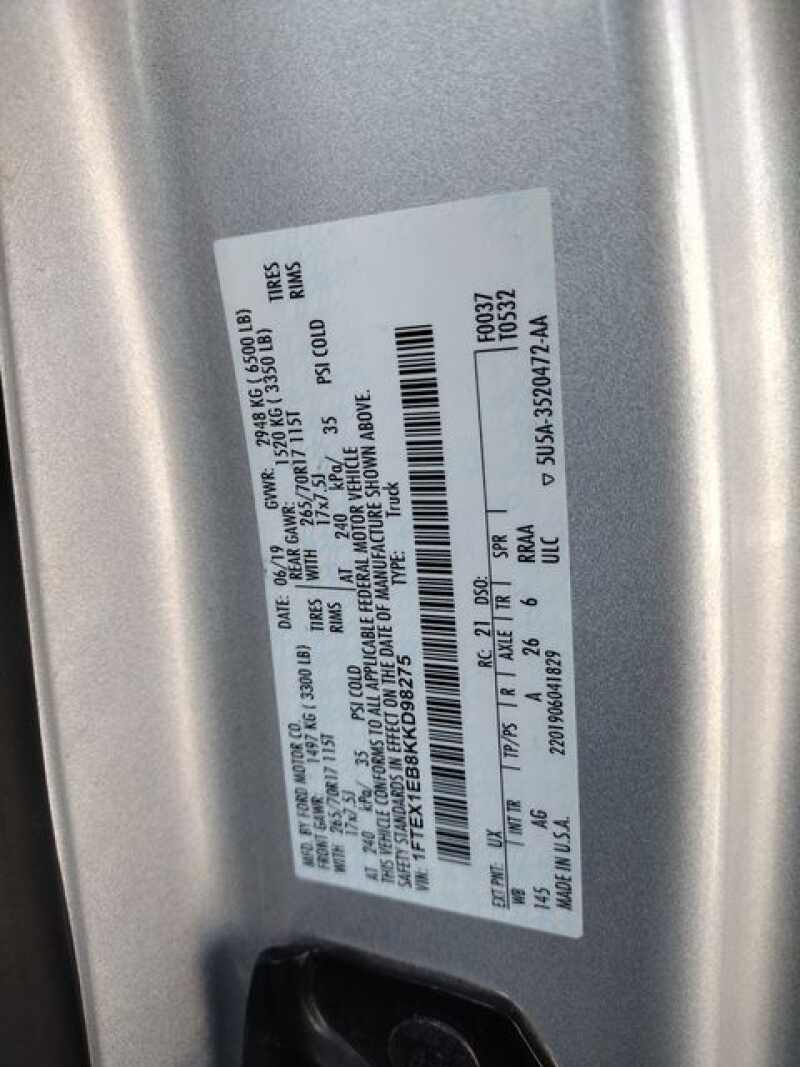 MFD. BY FORD MOTOR CO.
DATE: 06/19 GVWR: 2948 KG ( 6500 LB)
FRONT GAWR: 1497 KG ( 3300 LB) REAR GAWR: 1520 KG ( 3350 LB)
WITH 265/70R17 115T TIRES WITH 265/70R17 115T TIRES
17x7.5J RIMS 17x7.5J RIMS
AT 240 kPa/ 35 PSI COLD AT 240 kPa/ 35 PSI COLD
THIS VEHICLE CONFORMS TO ALL APPLICABLE FEDERAL MOTOR VEHICLE
SAFETY STANDARDS IN EFFECT ON THE DATE OF MANUFACTURE SHOWN ABOVE.
VIN: 1FTEX1EB8KKD98275 TYPE: Truck
F0037
EXT PNT: UX RC: 21 DSO: T0532
WB INT TR TP/PS R AXLE TR SPR
145 AG A 26 6 RRAA
MADE IN U.S.A. 2201906041829 ULC ▽ 5U5A-3520472-AA